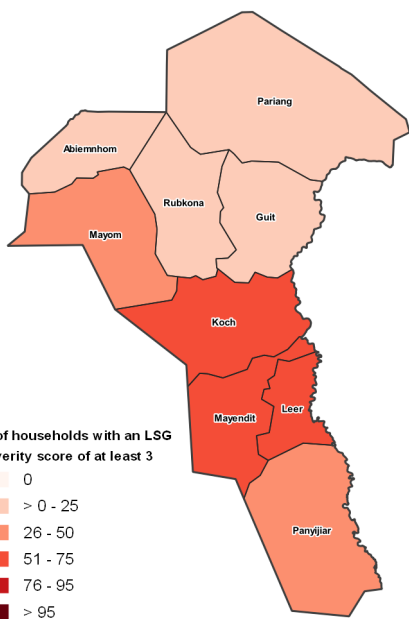 Pariang
Abiemnhom
Rubkona
Guit
Mayom
Koch
Mayendit
Leer
Panyijiar
of households with an LSG
verity score of at least 3
0
> 0 - 25
26 - 50
51 - 75
76 - 95
> 95